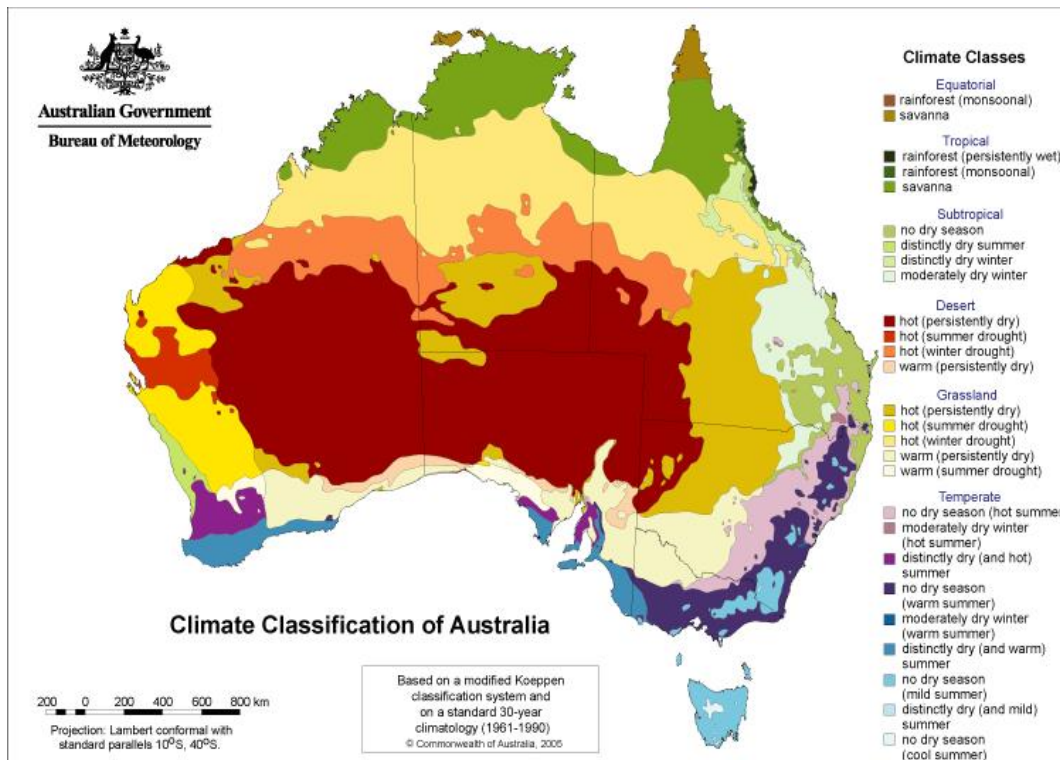 Australian Government
Bureau of Meteorology
Climate Classes
Equatorial
rainforest (monsoonal)
savanna
Tropical
rainforest (persistently wet)
rainforest (monsoonal)
savanna
Subtropical
no dry season
distinctly dry summer
distinctly dry winter
moderately dry winter
Desert
hot (persistently dry)
hot (summer drought)
hot (winter drought)
warm (persistently dry)
Grassland
hot (persistently dry)
hot (summer drought)
hot (winter drought)
warm (persistently dry)
warm (summer drought)
Temperate
no dry season (hot summer
moderately dry winter
(hot summer)
distinctly dry (and hot)
summer
no dry season
(warm summer)
moderately dry winter
(warm summer)
distinctly dry (and warm)
summer
no dry season
(mild summer)
distinctly dry (and mild)
summer
no dry season
(cool summer)
Climate Classification of Australia
Based on a modified Koeppen
classification system and
on a standard 30-year
climatology (1961-1990)
© Commonwealth of Australia, 2005
200 0 200 400 600 800 km
Projection: Lambert conformal with
standard parallels 10°S, 40°S.